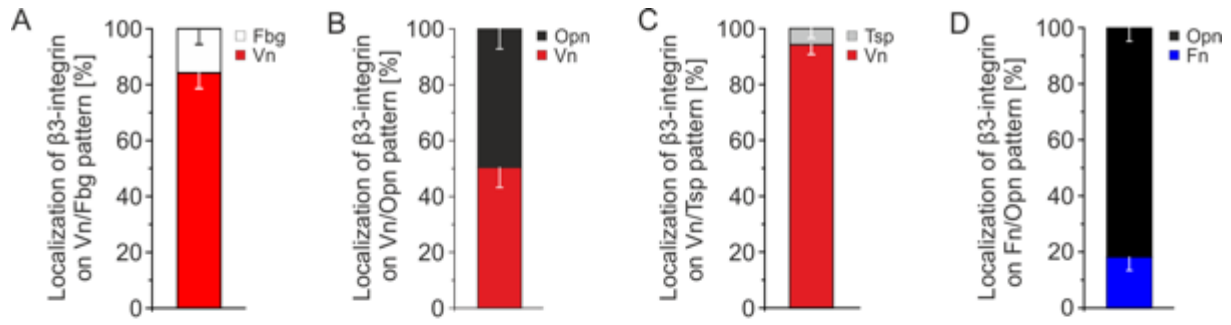 A
Localization of β3-integrin
on Vn/Fbg pattern [%]
100
80
60
40
20
0
Fbg
Vn
B
Localization of β3-integrin
on Vn/Opn pattern [%]
100
80
60
40
20
0
Opn
Vn
C
Localization of β3-integrin
on Vn/Tsp pattern [%]
100
80
60
40
20
0
Tsp
Vn
D
Localization of β3-integrin
on Fn/Opn pattern [%]
100
80
60
40
20
0
Opn
Fn